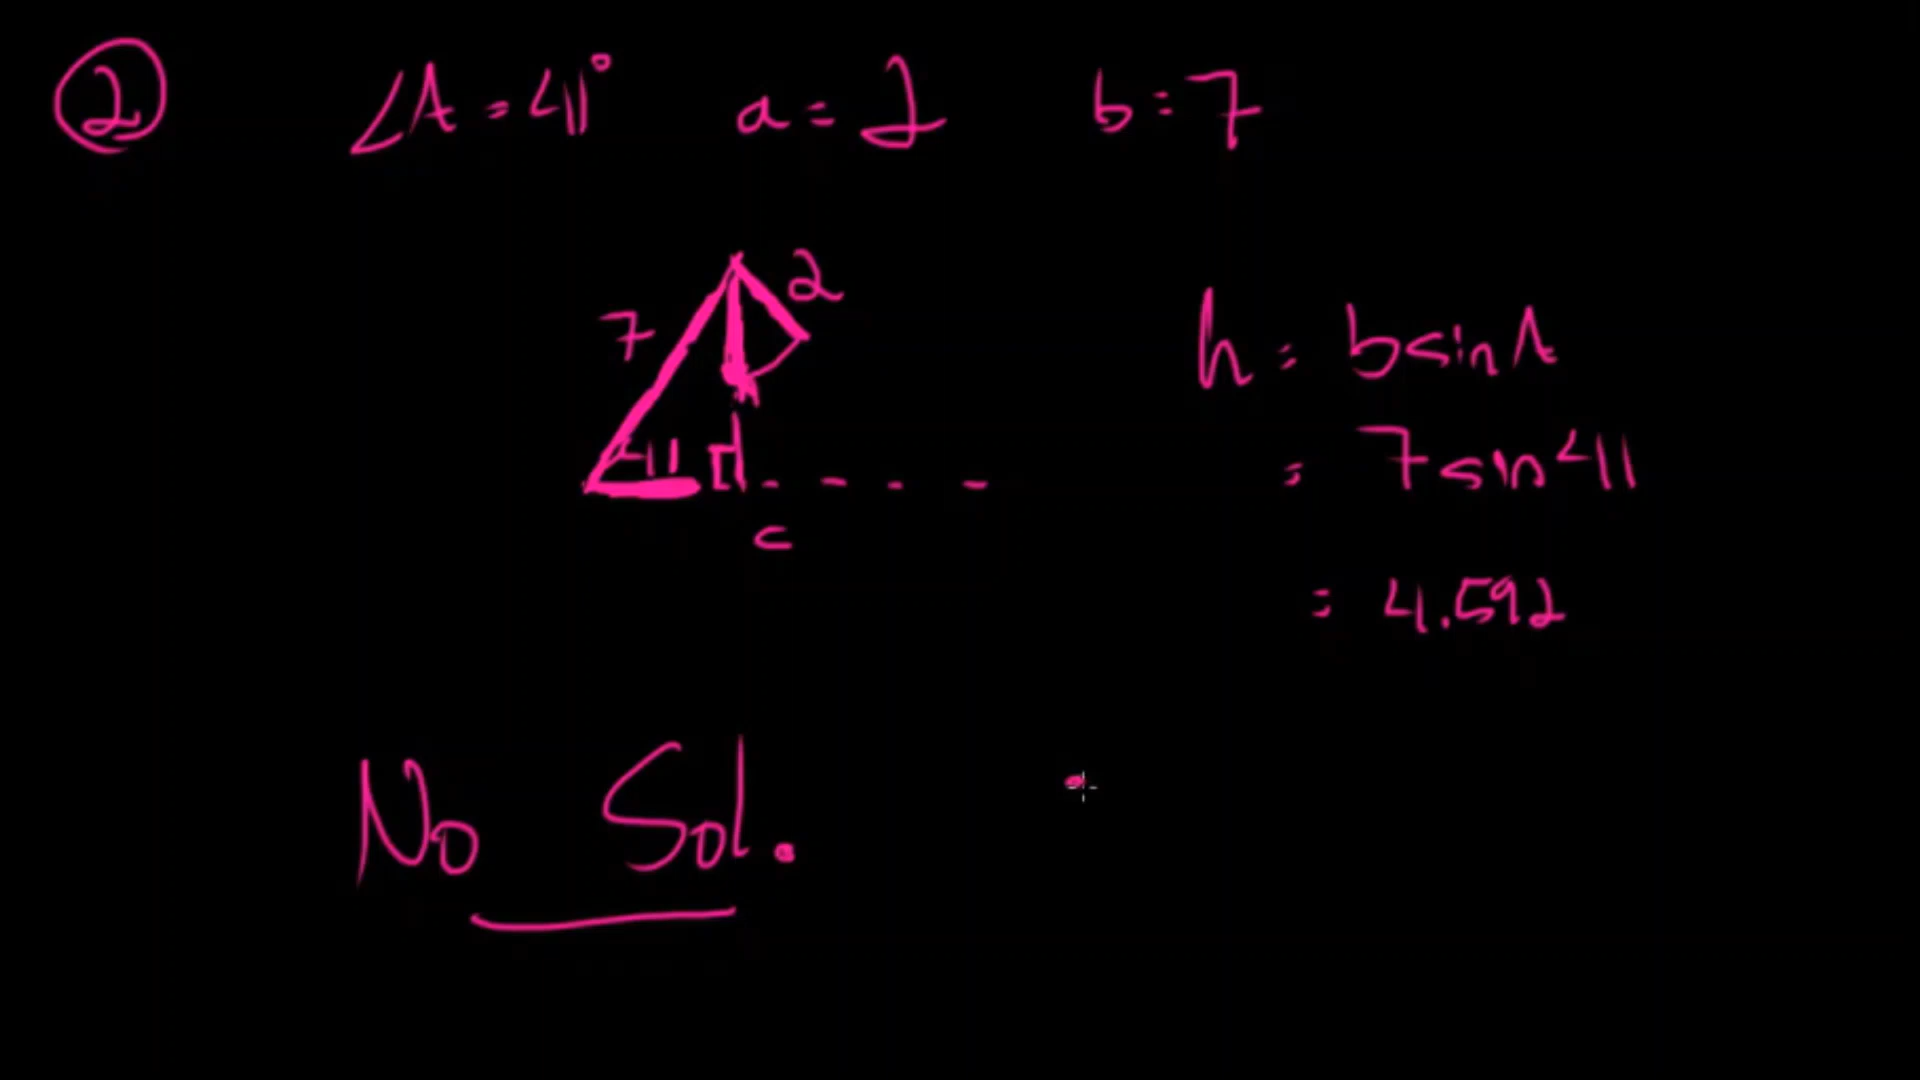 ② ∠A = 41° a = 2 b = 7
7 2
41
c
h = b sin A
= 7 sin 41
= 4.592
No Sol.